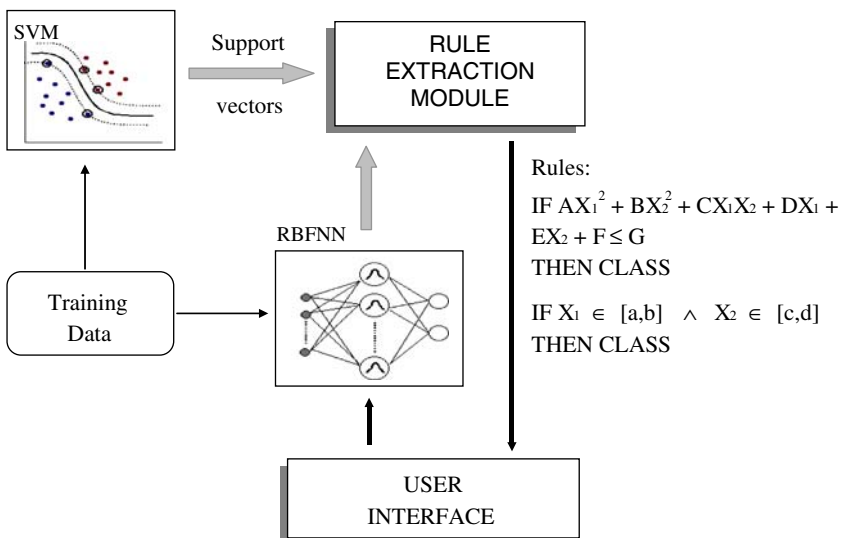 SVM
Support
vectors
RULE
EXTRACTION
MODULE
Rules:
IF AX₁² + BX₂² + CX₁X₂ + DX₁ +
EX₂ + F ≤ G
THEN CLASS
IF X₁ ∈ [a,b] ∧ X₂ ∈ [c,d]
THEN CLASS
RBFNN
Training
Data
USER
INTERFACE